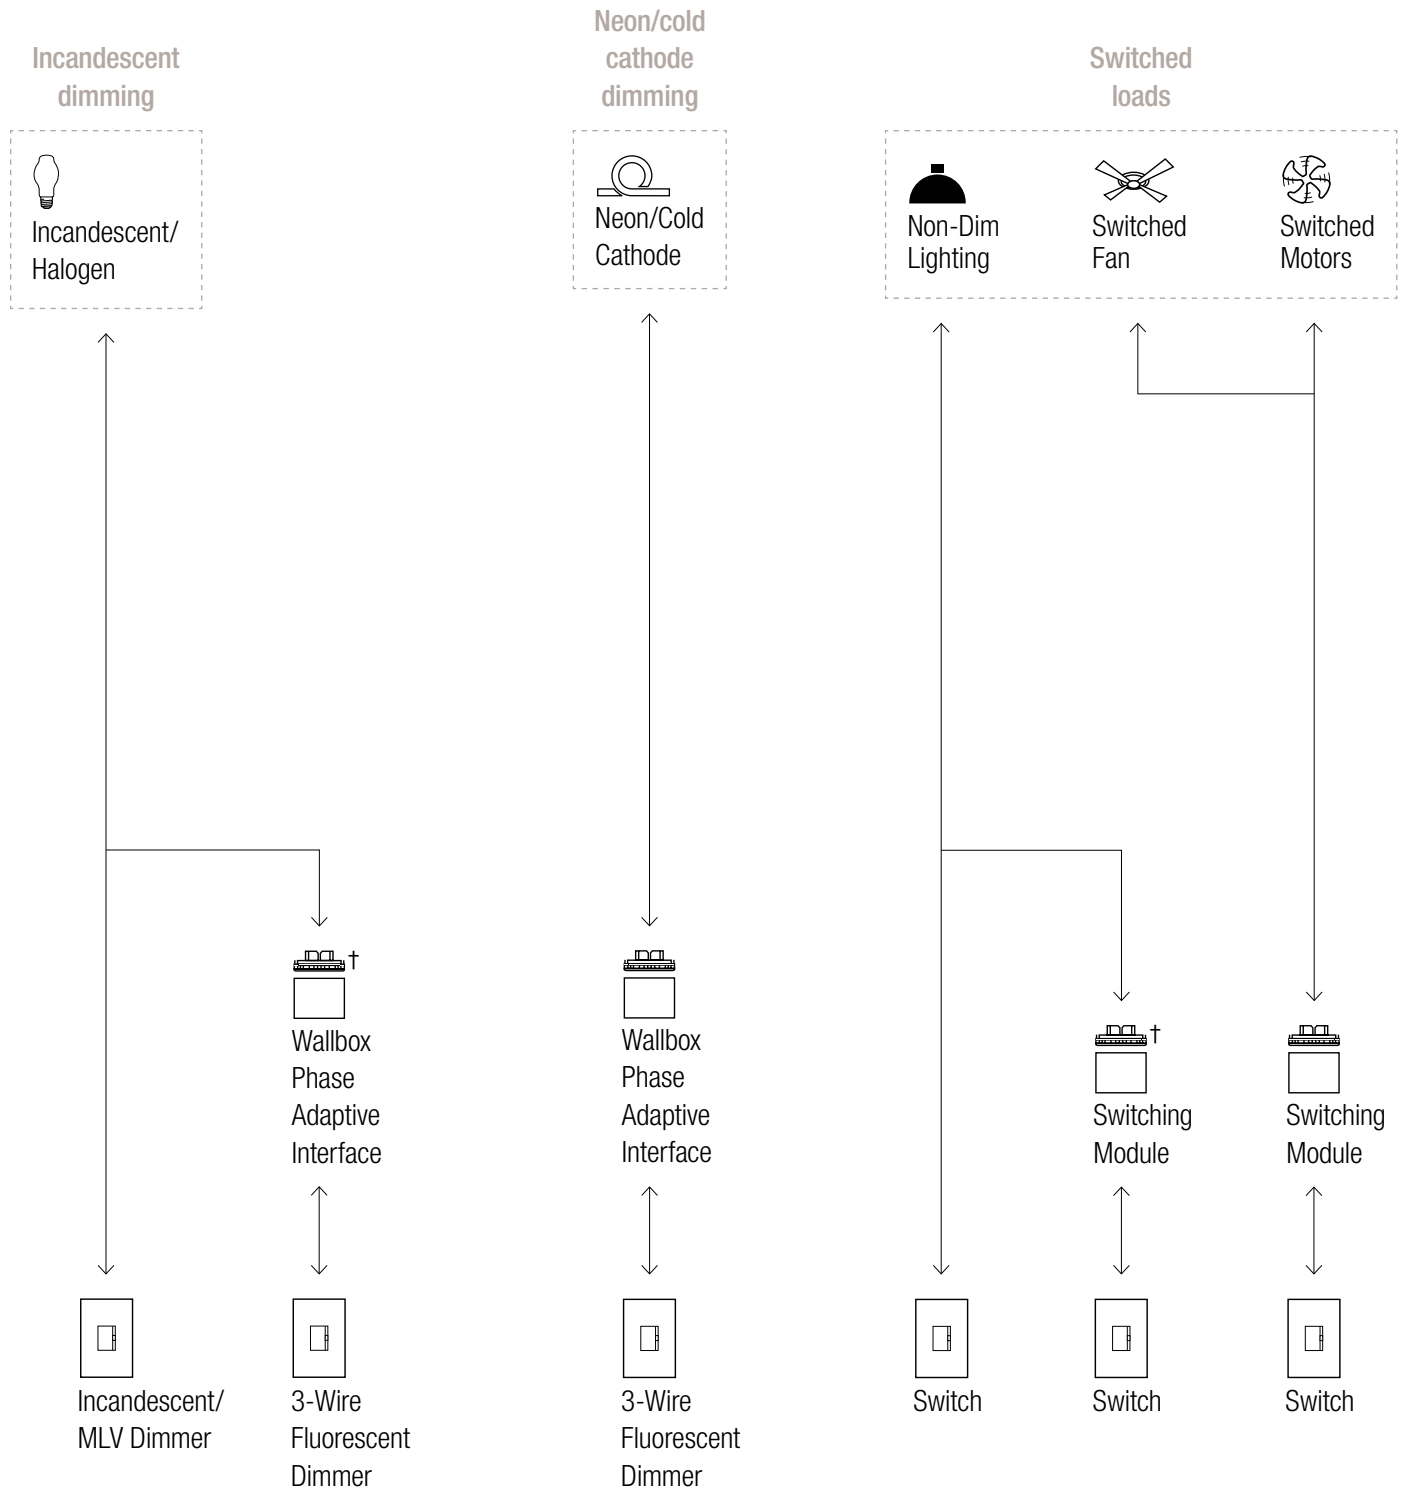 Incandescent
dimming
Neon/cold
cathode
dimming
Switched
loads
Incandescent/
Halogen
Neon/Cold
Cathode
Non-Dim
Lighting
Switched
Fan
Switched
Motors
†
Wallbox
Phase
Adaptive
Interface
Wallbox
Phase
Adaptive
Interface
†
Switching
Module
Switching
Module
Incandescent/
MLV Dimmer
3-Wire
Fluorescent
Dimmer
3-Wire
Fluorescent
Dimmer
Switch
Switch
Switch